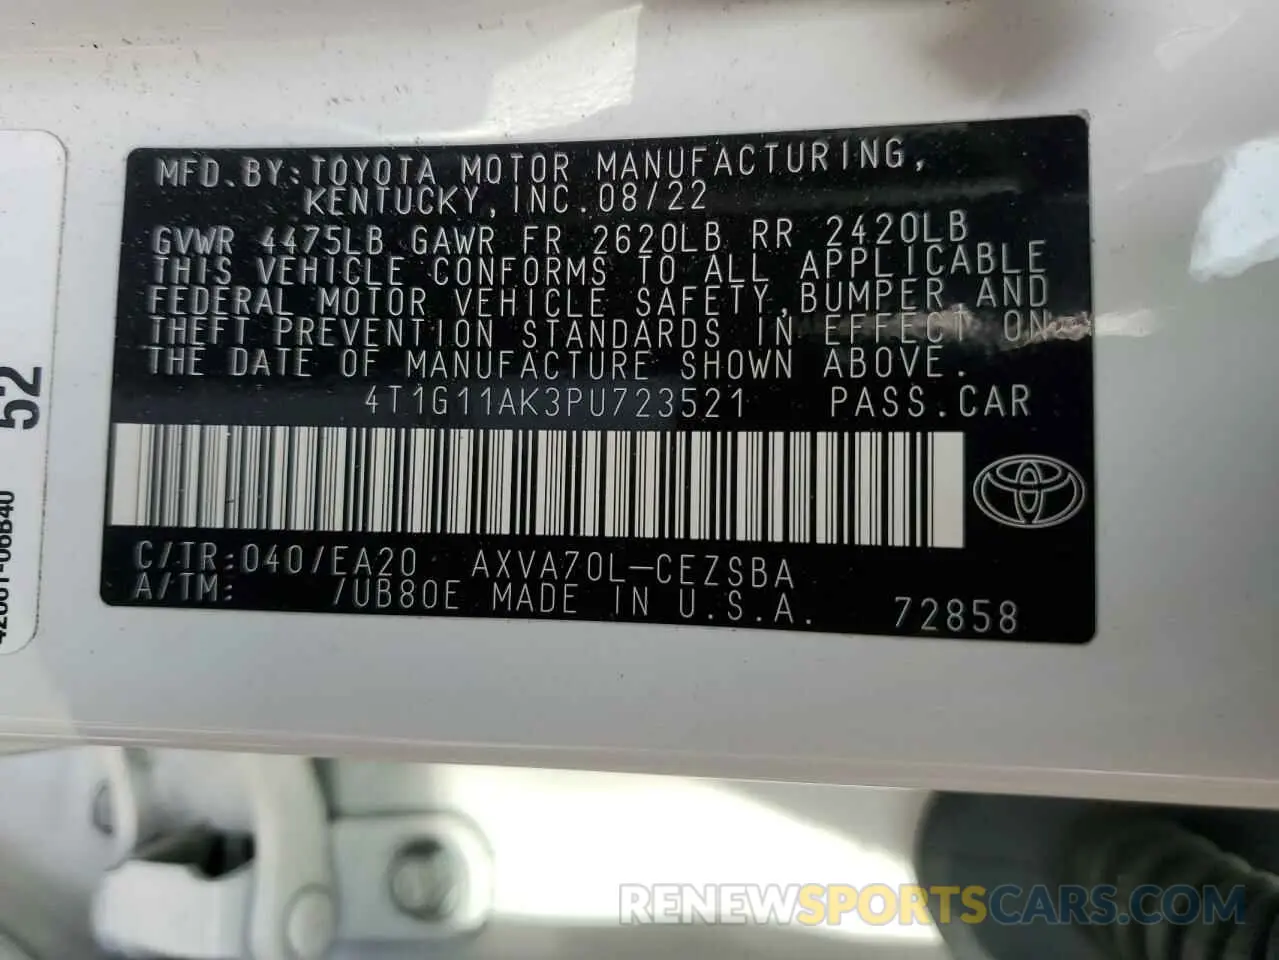 MFD.BY:TOYOTA MOTOR MANUFACTURING,
KENTUCKY,INC.08/22
GVWR 4475LB GAWR FR 2620LB RR 2420LB
THIS VEHICLE CONFORMS TO ALL APPLICABLE
FEDERAL MOTOR VEHICLE SAFETY,BUMPER,AND
THEFT PREVENTION STANDARDS IN EFFECT ON
THE DATE OF MANUFACTURE SHOWN ABOVE.
4T1G11AK3PU723521 PASS.CAR
C/TR:040/EA20 AXVA70L-CEZSBA
A/TM: /UB80E MADE IN U.S.A. 72858
52
RENEWSPORTSCARS.COM